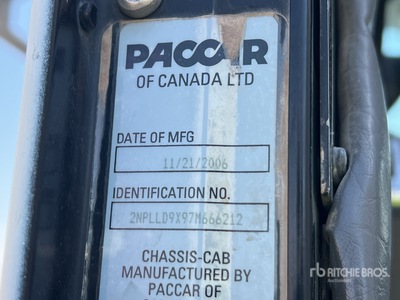 PACCAR
OF CANADA LTD
DATE OF MFG
11/21/2006
IDENTIFICATION NO.
2NPLLD9X97M666212
CHASSIS-CAB
MANUFACTURED BY
PACCAR OF
rb RITCHIE BROS.